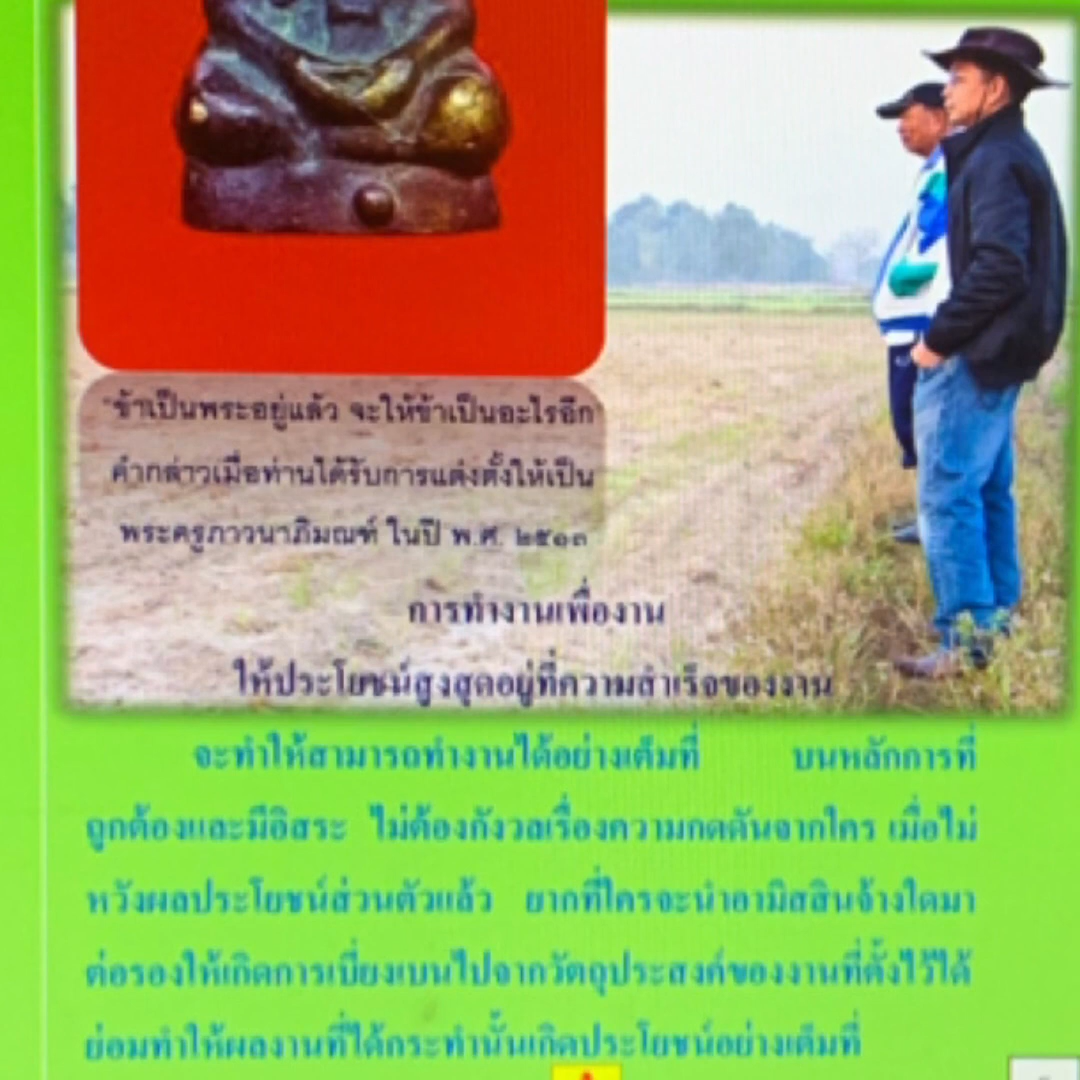 "ข้าเป็นพระอยู่แล้ว จะให้ข้าเป็นอะไรอีก"
คำกล่าวเมื่อท่านได้รับการแต่งตั้งให้เป็น
พระครูภาวนาภิมณฑ์ ในปี พ.ศ. ๒๕๑๓
การทำงานเพื่องาน
ให้ประโยชน์สูงสุดอยู่ที่ความสำเร็จของงาน
จะทำให้สามารถทำงานได้อย่างเต็มที่ บนหลักการที่
ถูกต้องและมีอิสระ ไม่ต้องกังวลเรื่องความกดดันจากใคร เมื่อไม่
หวังผลประโยชน์ส่วนตัวแล้ว ยากที่ใครจะนำอามิสสินจ้างใดมา
ต่อรองให้เกิดการเบี่ยงเบนไปจากวัตถุประสงค์ของงานที่ตั้งไว้ได้
ย่อมทำให้ผลงานที่ได้กระทำนั้นเกิดประโยชน์อย่างเต็มที่